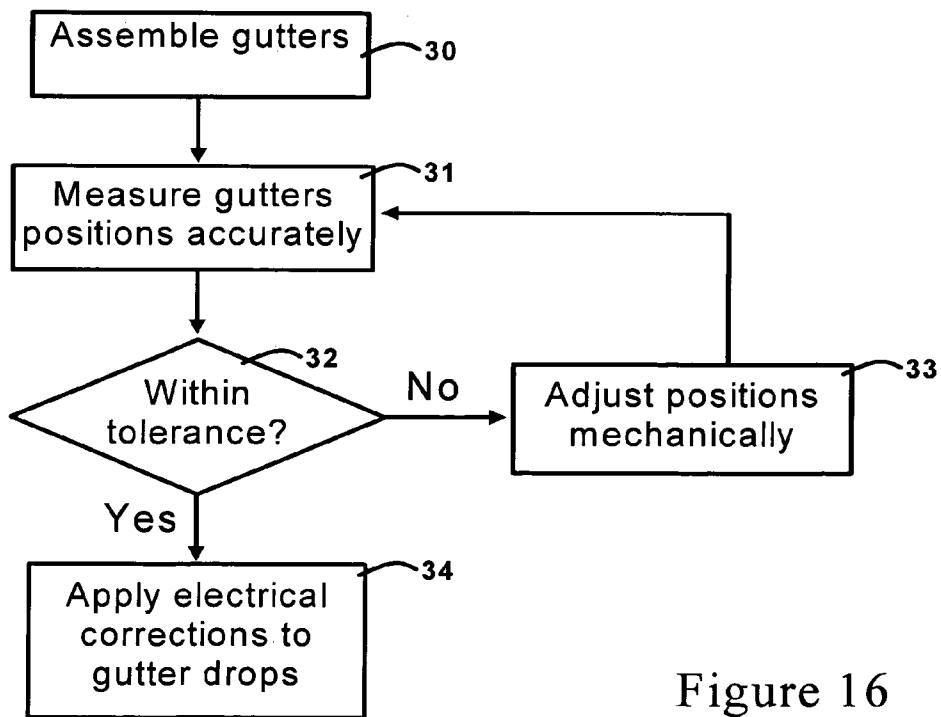 Assemble gutters
30
31
Measure gutters
positions accurately
32
Within
tolerance?
No
33
Adjust positions
mechanically
Yes
34
Apply electrical
corrections to
gutter drops
Figure 16